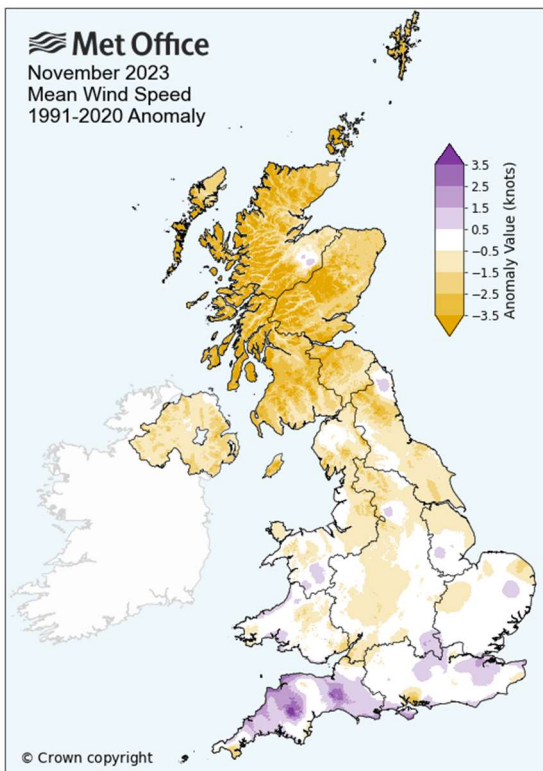 Met Office
November 2023
Mean Wind Speed
1991-2020 Anomaly
3.5
2.5
1.5
0.5
−0.5
−1.5
−2.5
−3.5
Anomaly Value (knots)
© Crown copyright